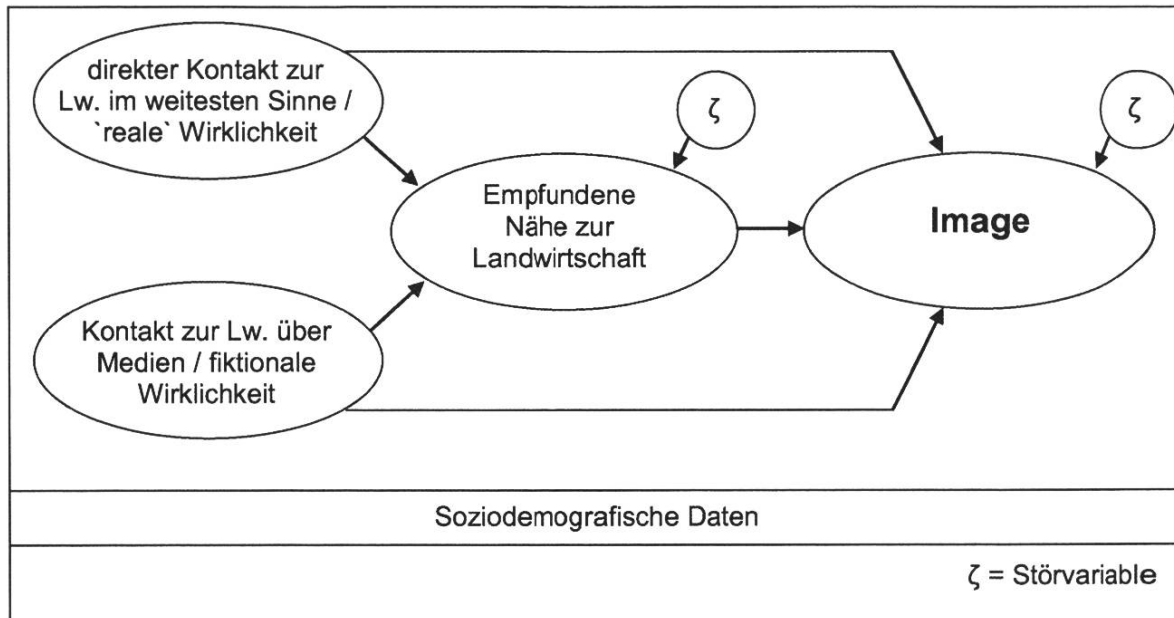 direkter Kontakt zur
Lw. im weitesten Sinne /
`reale` Wirklichkeit
ζ
ζ
Empfundene
Nähe zur
Landwirtschaft
Image
Kontakt zur Lw. über
Medien / fiktionale
Wirklichkeit
Soziodemografische Daten
ζ = Störvariable